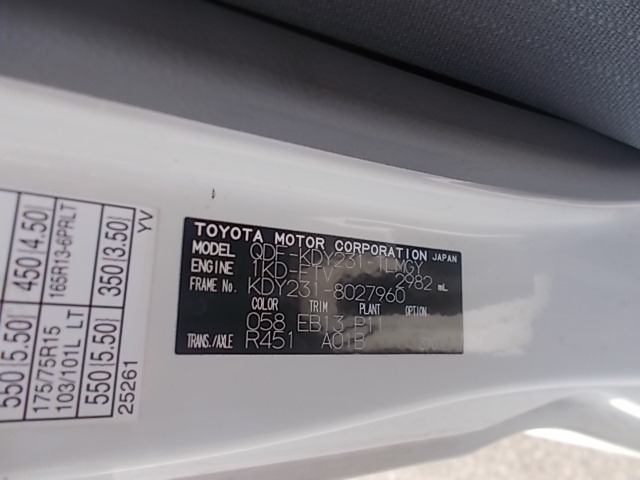 550(5.50) 450(4.50)
175/75R15 165R13-6PRLT
103/101L LT
550(5.50) 350(3.50)
25261 YV
TOYOTA MOTOR CORPORATION JAPAN
MODEL QDF-KDY231-TLMGY
ENGINE 1KD-FTV 2982 mL
FRAME No. KDY231-8027960
COLOR TRIM PLANT
058 EB13 P11
TRANS./AXLE R451 A01B